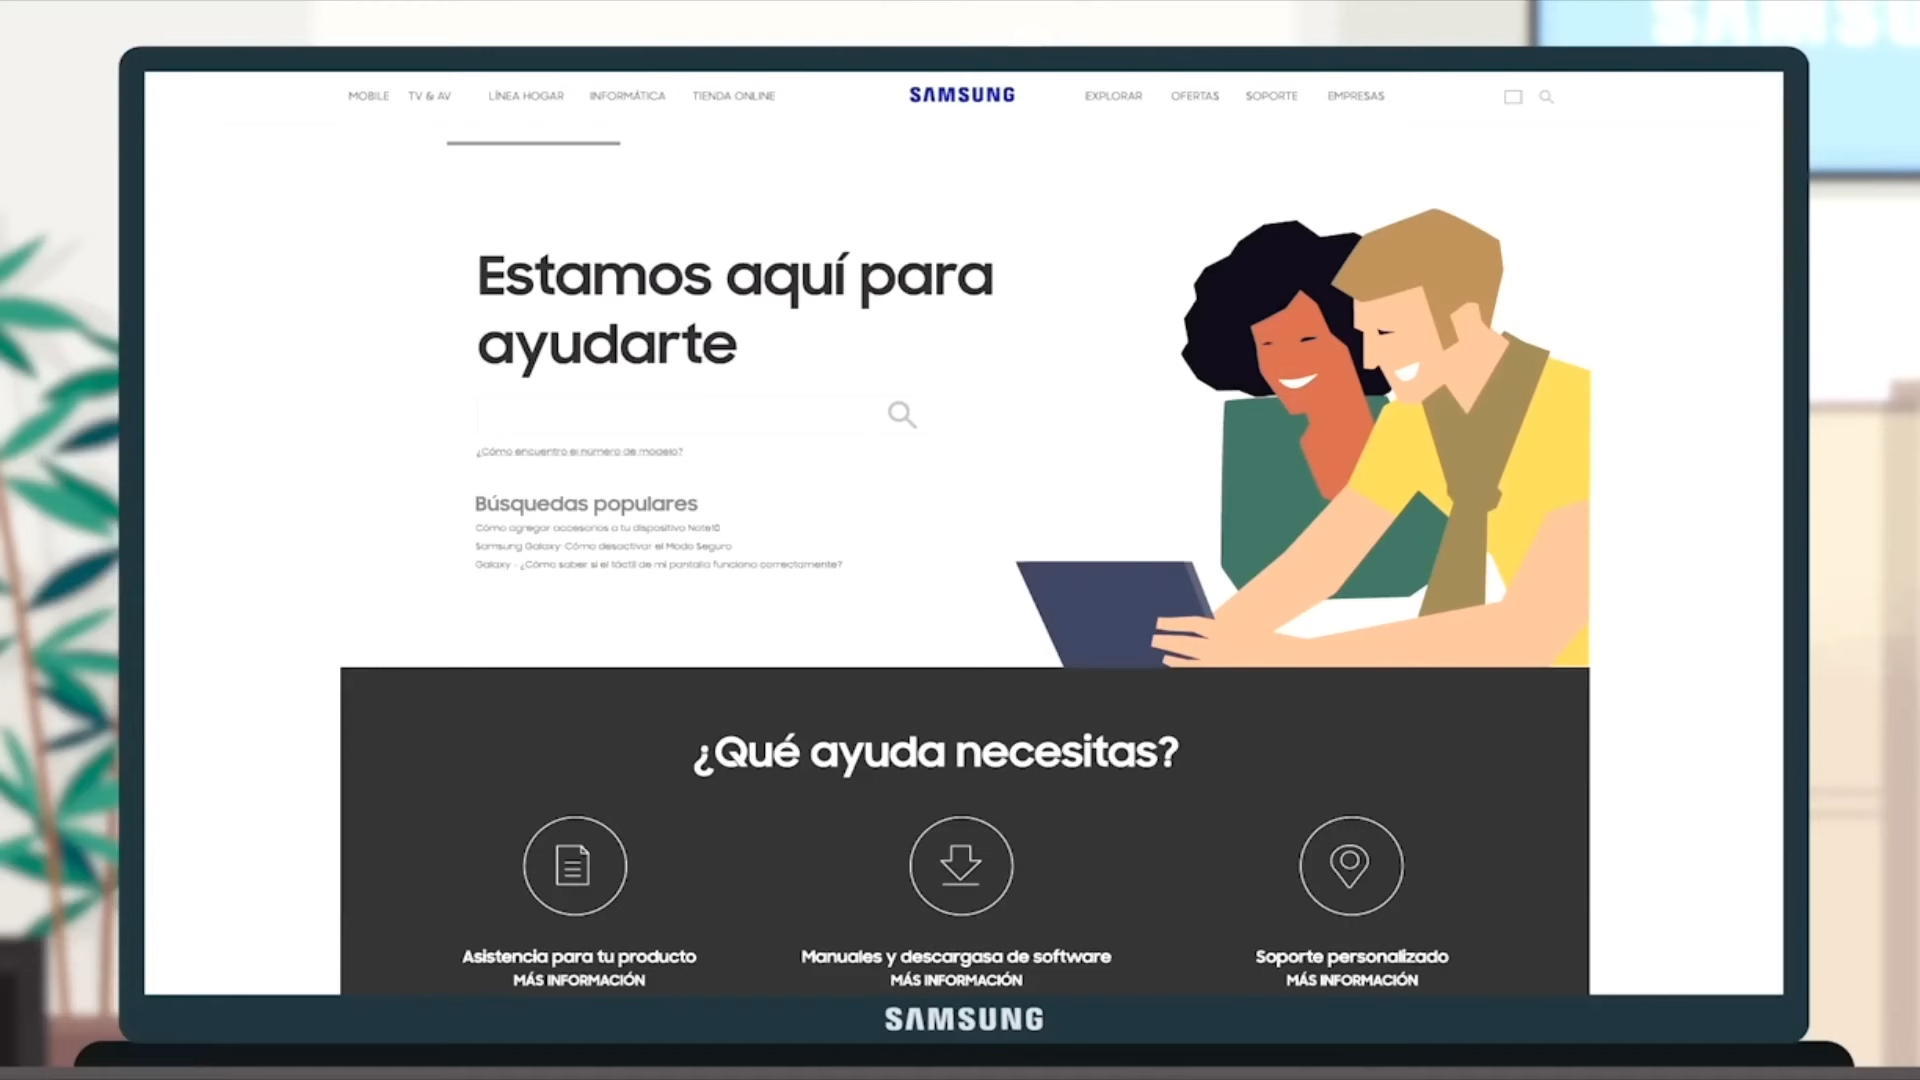 SAMSU
MOBILE TV & AV LÍNEA HOGAR INFORMÁTICA TIENDA ONLINE SAMSUNG EXPLORAR OFERTAS SOPORTE EMPRESAS
Estamos aquí para
ayudarte
¿Cómo encuentro el número de modelo?
Búsquedas populares
Cómo agregar accesorios a tu dispositivo Note10
Samsung Galaxy: Cómo desactivar el Modo Seguro
Galaxy - ¿Cómo saber si el táctil de mi pantalla funciona correctamente?
¿Qué ayuda necesitas?
Asistencia para tu producto
MÁS INFORMACIÓN
Manuales y descargasa de software
MÁS INFORMACIÓN
Soporte personalizado
MÁS INFORMACIÓN
SAMSUNG